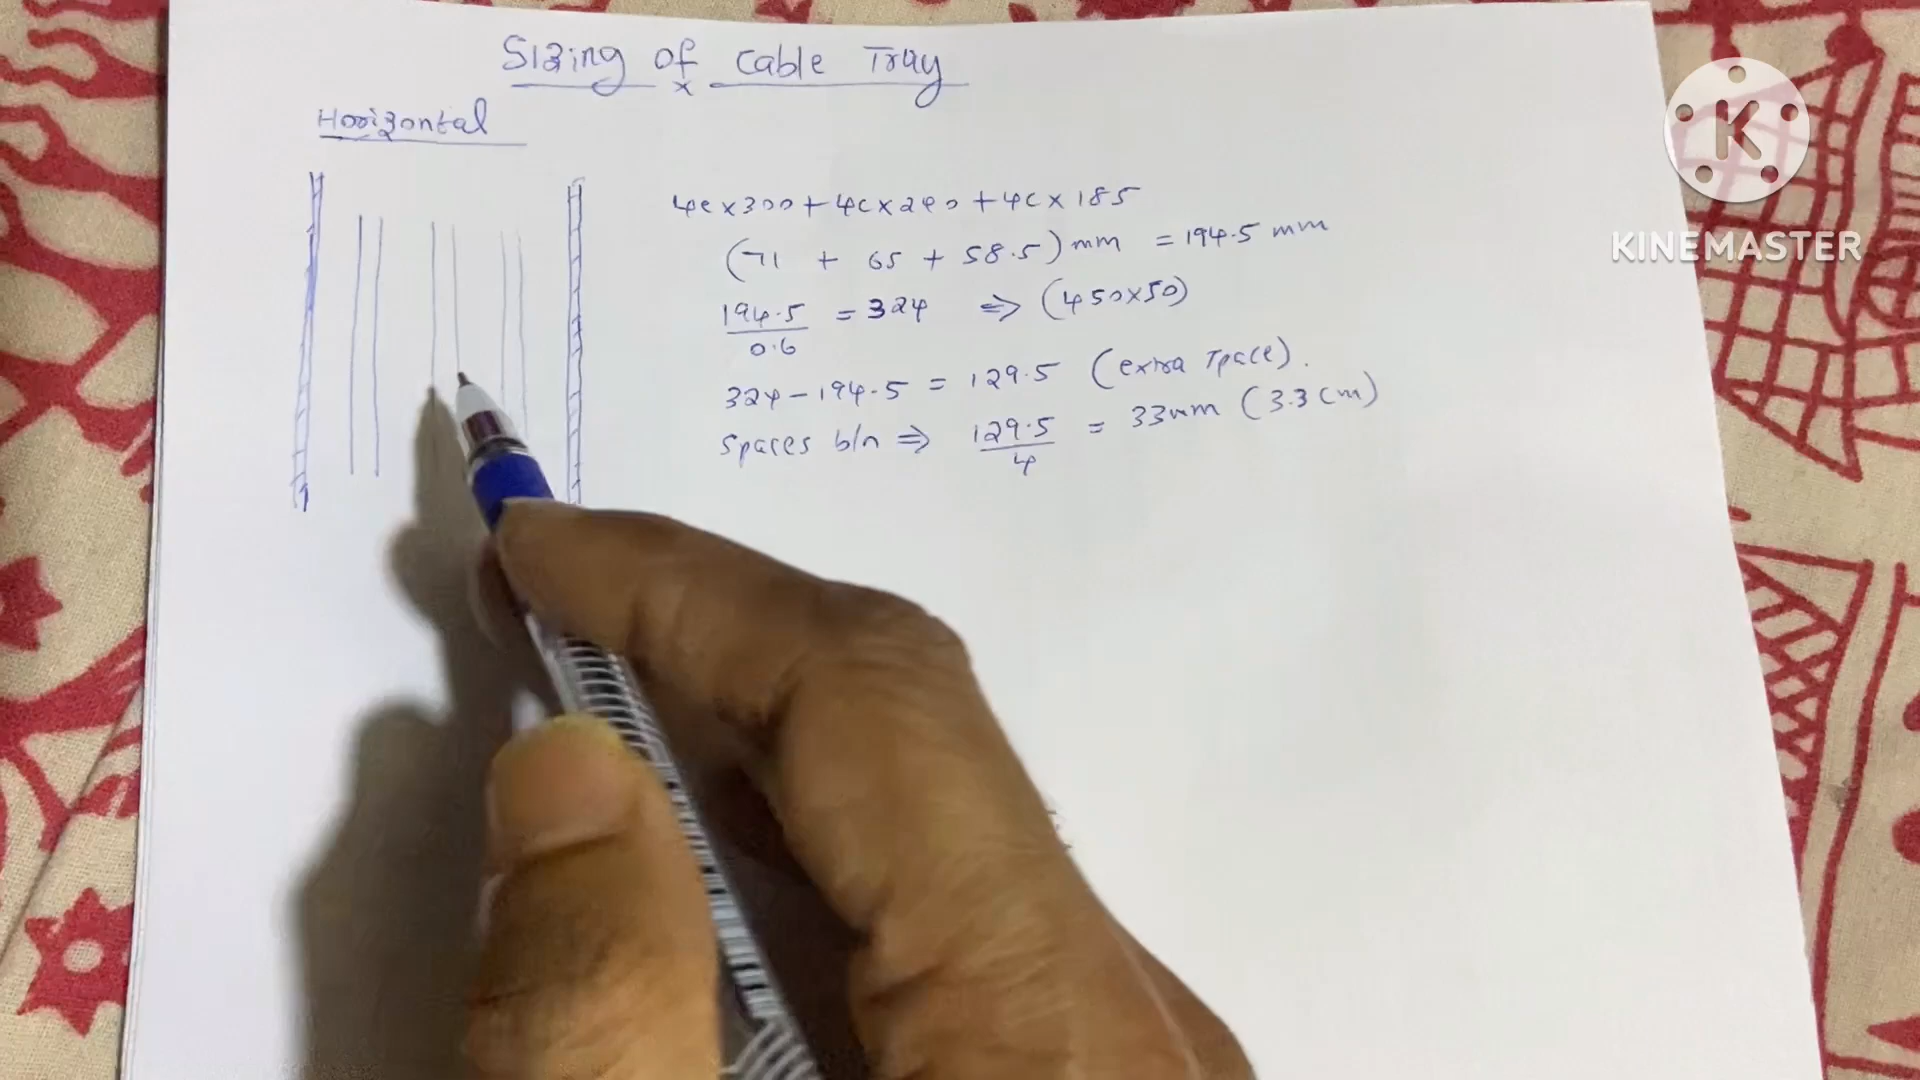 Sizing of Cable Tray
x
Horizontal
4c x 300 + 4c x 240 + 4c x 185
(71 + 65 + 58.5) mm = 194.5 mm
194.5 / 0.6 = 324 ⇒ (450x50)
324 - 194.5 = 129.5 (extra space).
Spaces b/n ⇒ 129.5 / 4 = 33mm (3.3 cm)
K
KINEMASTER